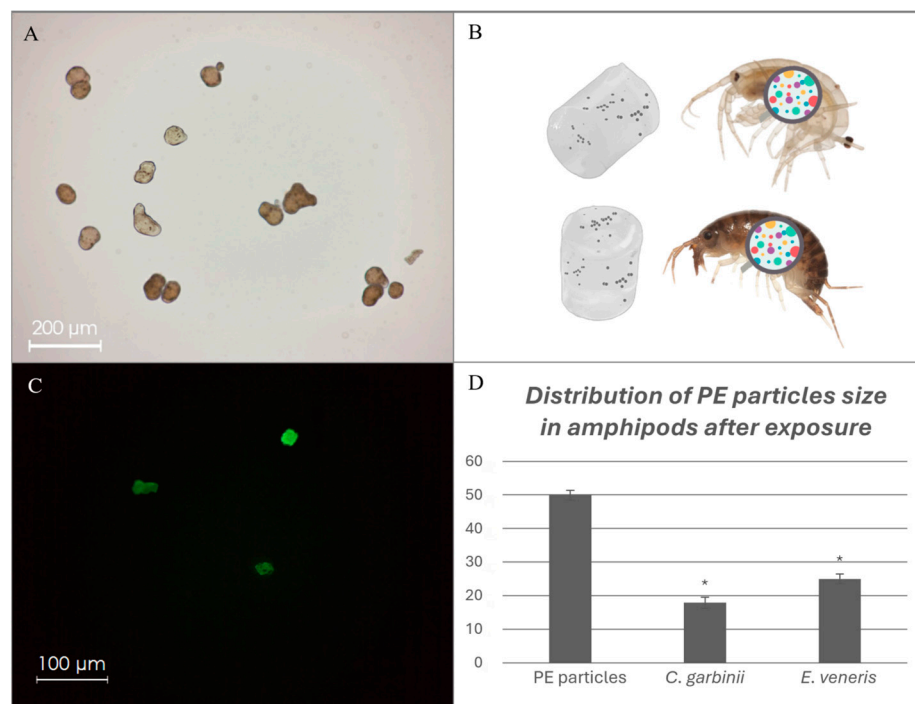 A
200 µm
B
C
100 µm
D
Distribution of PE particles size
in amphipods after exposure
60
50
40
30
20
10
0
*
*
PE particles
C. garbinii
E. veneris